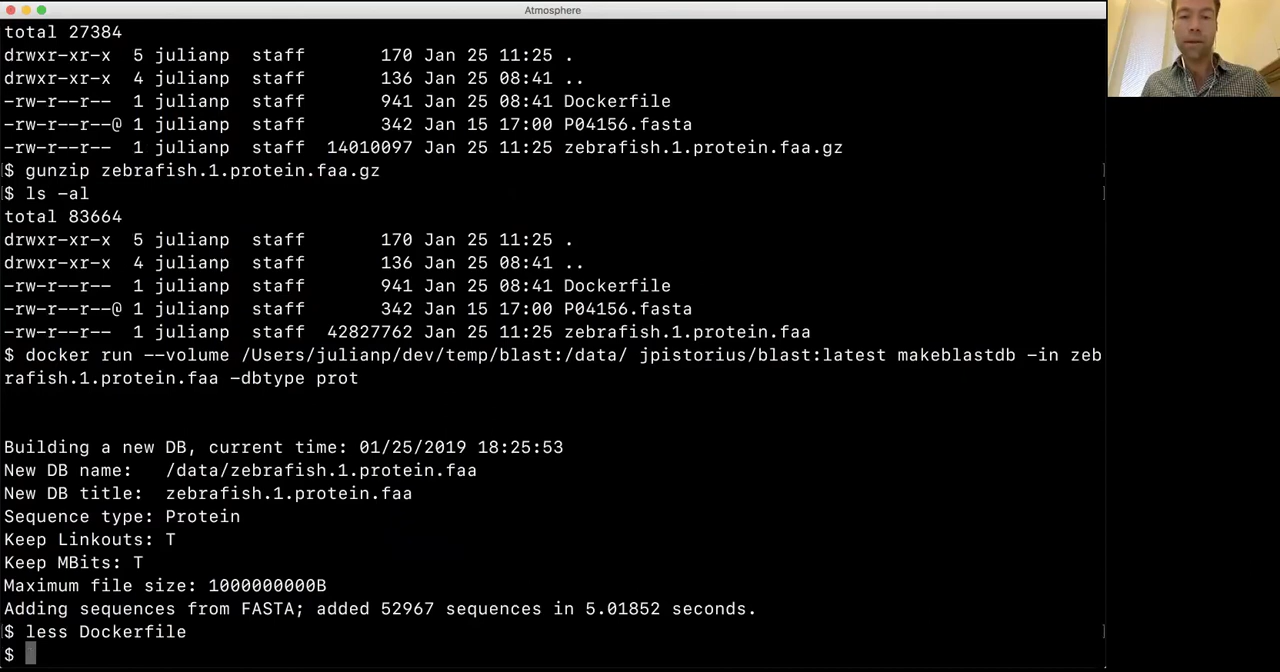 Atmosphere
total 27384
drwxr-xr-x  5 julianp  staff       170 Jan 25 11:25 .
drwxr-xr-x  4 julianp  staff       136 Jan 25 08:41 ..
-rw-r--r--  1 julianp  staff       941 Jan 25 08:41 Dockerfile
-rw-r--r--@ 1 julianp  staff       342 Jan 15 17:00 P04156.fasta
-rw-r--r--  1 julianp  staff  14010097 Jan 25 11:25 zebrafish.1.protein.faa.gz
$ gunzip zebrafish.1.protein.faa.gz
$ ls -al
total 83664
drwxr-xr-x  5 julianp  staff       170 Jan 25 11:25 .
drwxr-xr-x  4 julianp  staff       136 Jan 25 08:41 ..
-rw-r--r--  1 julianp  staff       941 Jan 25 08:41 Dockerfile
-rw-r--r--@ 1 julianp  staff       342 Jan 15 17:00 P04156.fasta
-rw-r--r--  1 julianp  staff  42827762 Jan 25 11:25 zebrafish.1.protein.faa
$ docker run --volume /Users/julianp/dev/temp/blast:/data/ jpistorius/blast:latest makeblastdb -in zeb
rafish.1.protein.faa -dbtype prot
Building a new DB, current time: 01/25/2019 18:25:53
New DB name:   /data/zebrafish.1.protein.faa
New DB title:  zebrafish.1.protein.faa
Sequence type: Protein
Keep Linkouts: T
Keep MBits: T
Maximum file size: 1000000000B
Adding sequences from FASTA; added 52967 sequences in 5.01852 seconds.
$ less Dockerfile
$